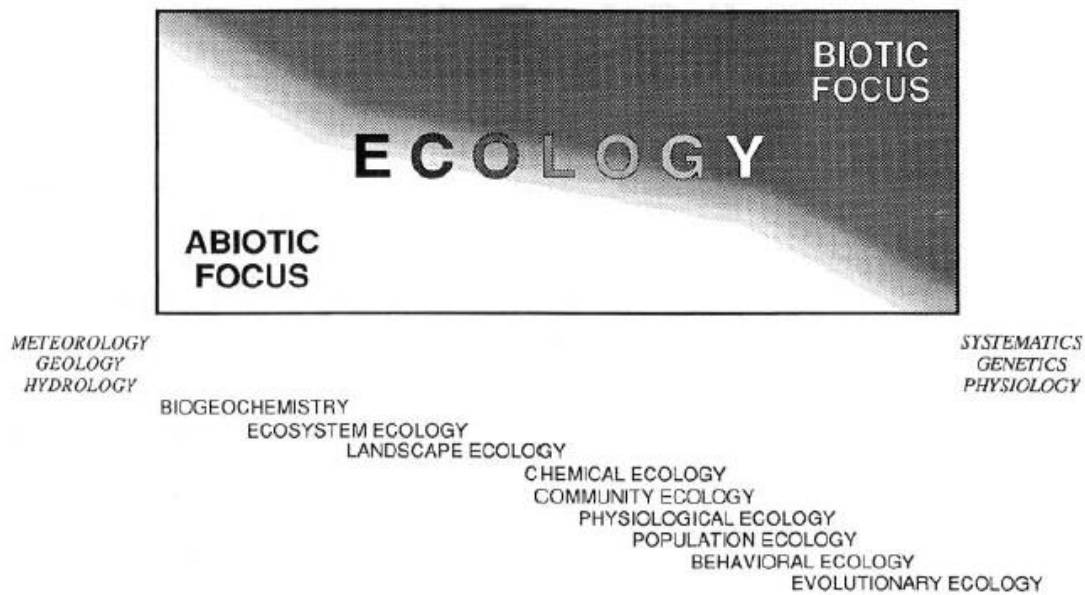 BIOTIC
FOCUS
ECOLOGY
ABIOTIC
FOCUS
METEOROLOGY
GEOLOGY
HYDROLOGY
SYSTEMATICS
GENETICS
PHYSIOLOGY
BIOGEOCHEMISTRY
ECOSYSTEM ECOLOGY
LANDSCAPE ECOLOGY
CHEMICAL ECOLOGY
COMMUNITY ECOLOGY
PHYSIOLOGICAL ECOLOGY
POPULATION ECOLOGY
BEHAVIORAL ECOLOGY
EVOLUTIONARY ECOLOGY